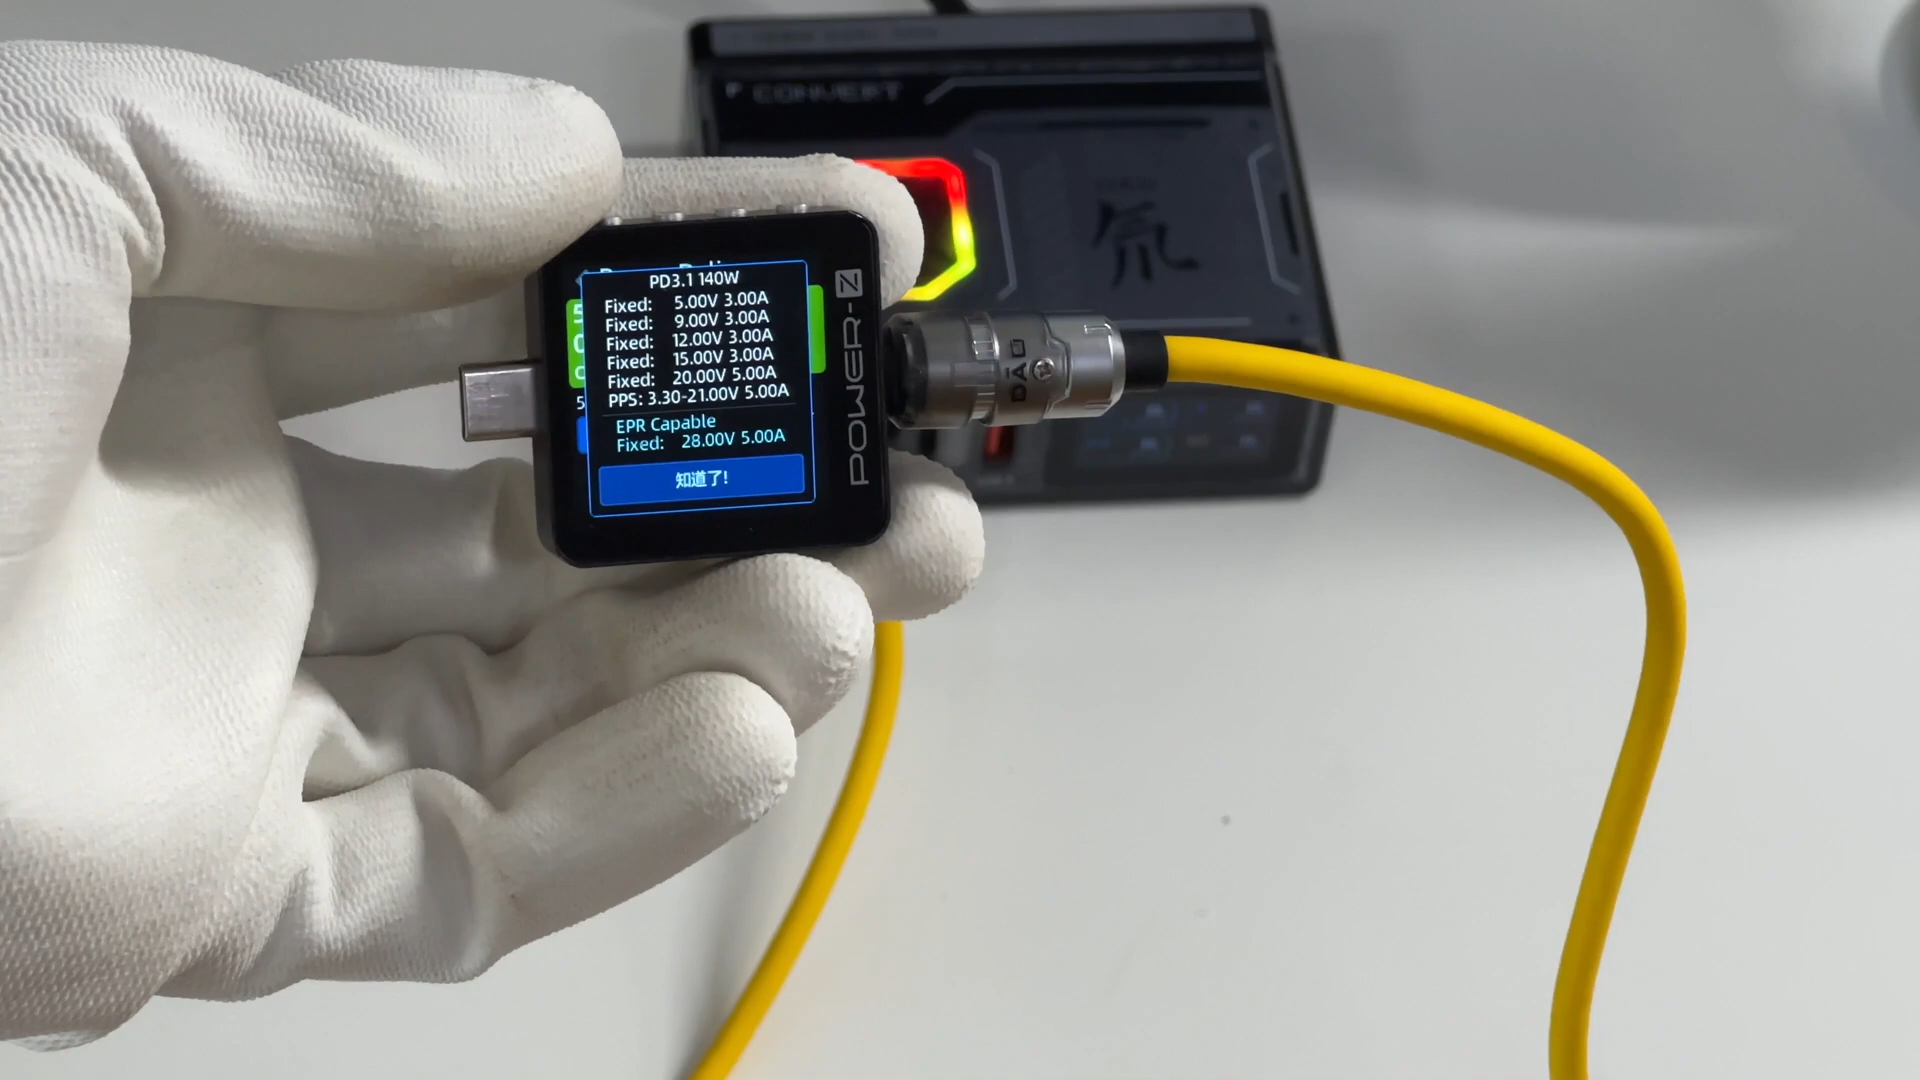 CONVERT
氘
PD3.1 140W
Fixed: 5.00V 3.00A
Fixed: 9.00V 3.00A
Fixed: 12.00V 3.00A
Fixed: 15.00V 3.00A
Fixed: 20.00V 5.00A
PPS: 3.30-21.00V 5.00A
EPR Capable
Fixed: 28.00V 5.00A
知道了!
POWER-Z